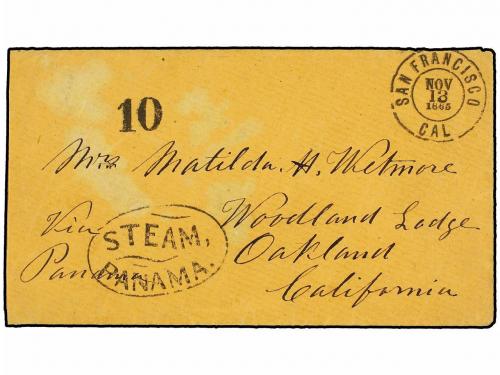 SAN FRANCISCO
NOV
13
1865
CAL
10
Mrs Matilda H. Wetmore
Via Woodland Lodge
STEAM,
Panama Oakland
PANAMA.
California